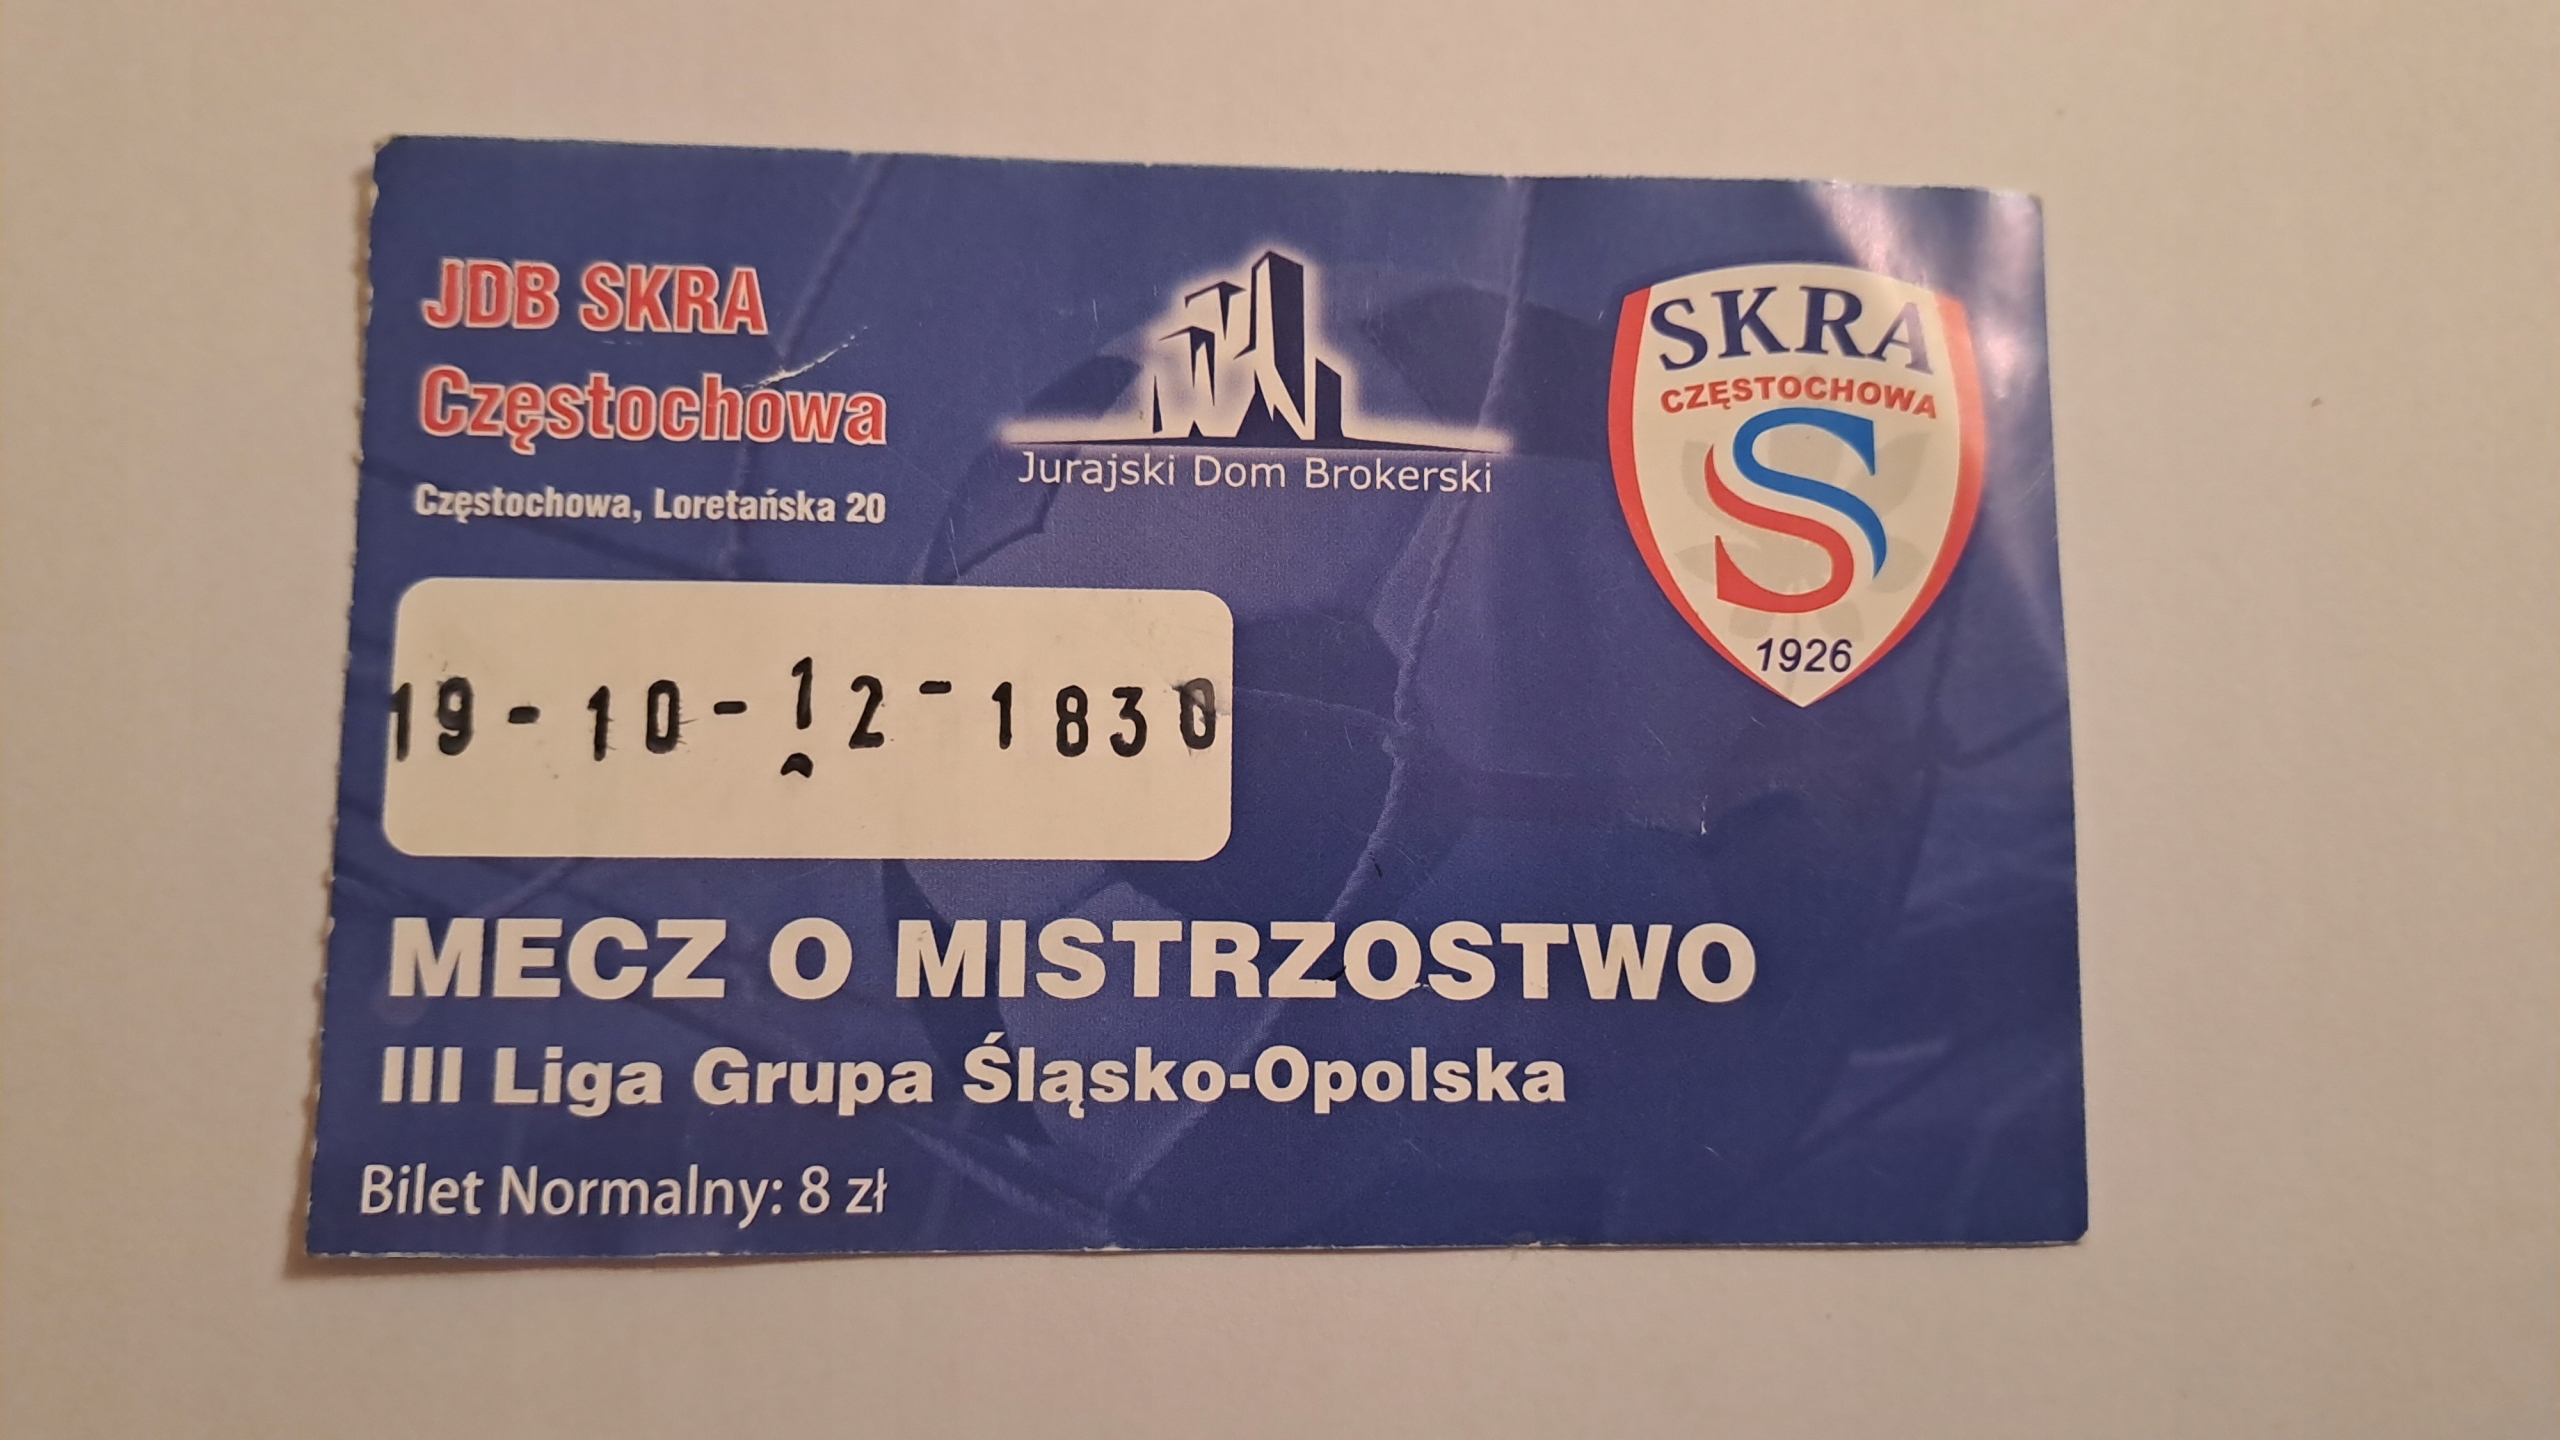 JDB SKRA
Częstochowa
Częstochowa, Loretańska 20
Jurajski Dom Brokerski
SKRA
CZĘSTOCHOWA
S
1926
19-10-12-1830
MECZ O MISTRZOSTWO
III Liga Grupa Śląsko-Opolska
Bilet Normalny: 8 zł